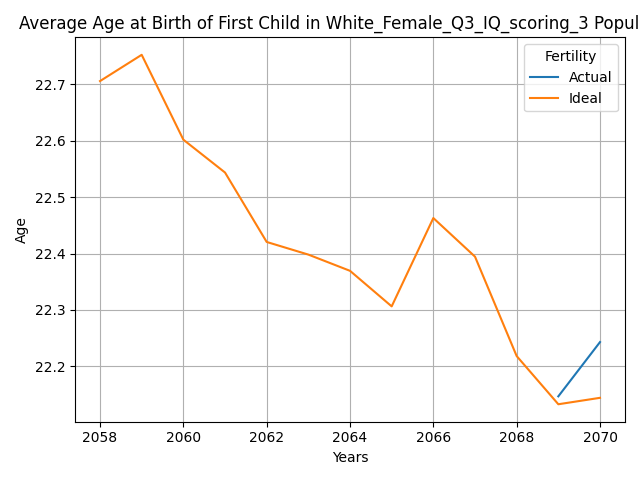 Average Age at Birth of First Child in White_Female_Q3_IQ_scoring_3 Popul
Fertility
Actual
Ideal
22.7
22.6
22.5
22.4
22.3
22.2
Age
2058 2060 2062 2064 2066 2068 2070
Years